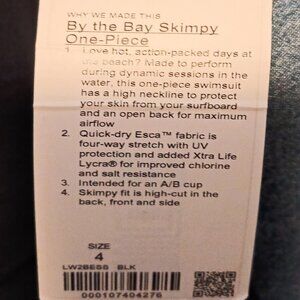 WHY WE MADE THIS
By the Bay Skimpy
One-Piece
1. Love hot, action-packed days at
the beach? Made to perform
during dynamic sessions in the
water, this one-piece swimsuit
has a high neckline to protect
your skin from your surfboard
and an open back for maximum
airflow
2. Quick-dry Esca™ fabric is
four-way stretch with UV
protection and added Xtra Life
Lycra® for improved chlorine
and salt resistance
3. Intended for an A/B cup
4. Skimpy fit is high-cut in the
back, front and side
SIZE
4
LW2BESS BLK
000107404276